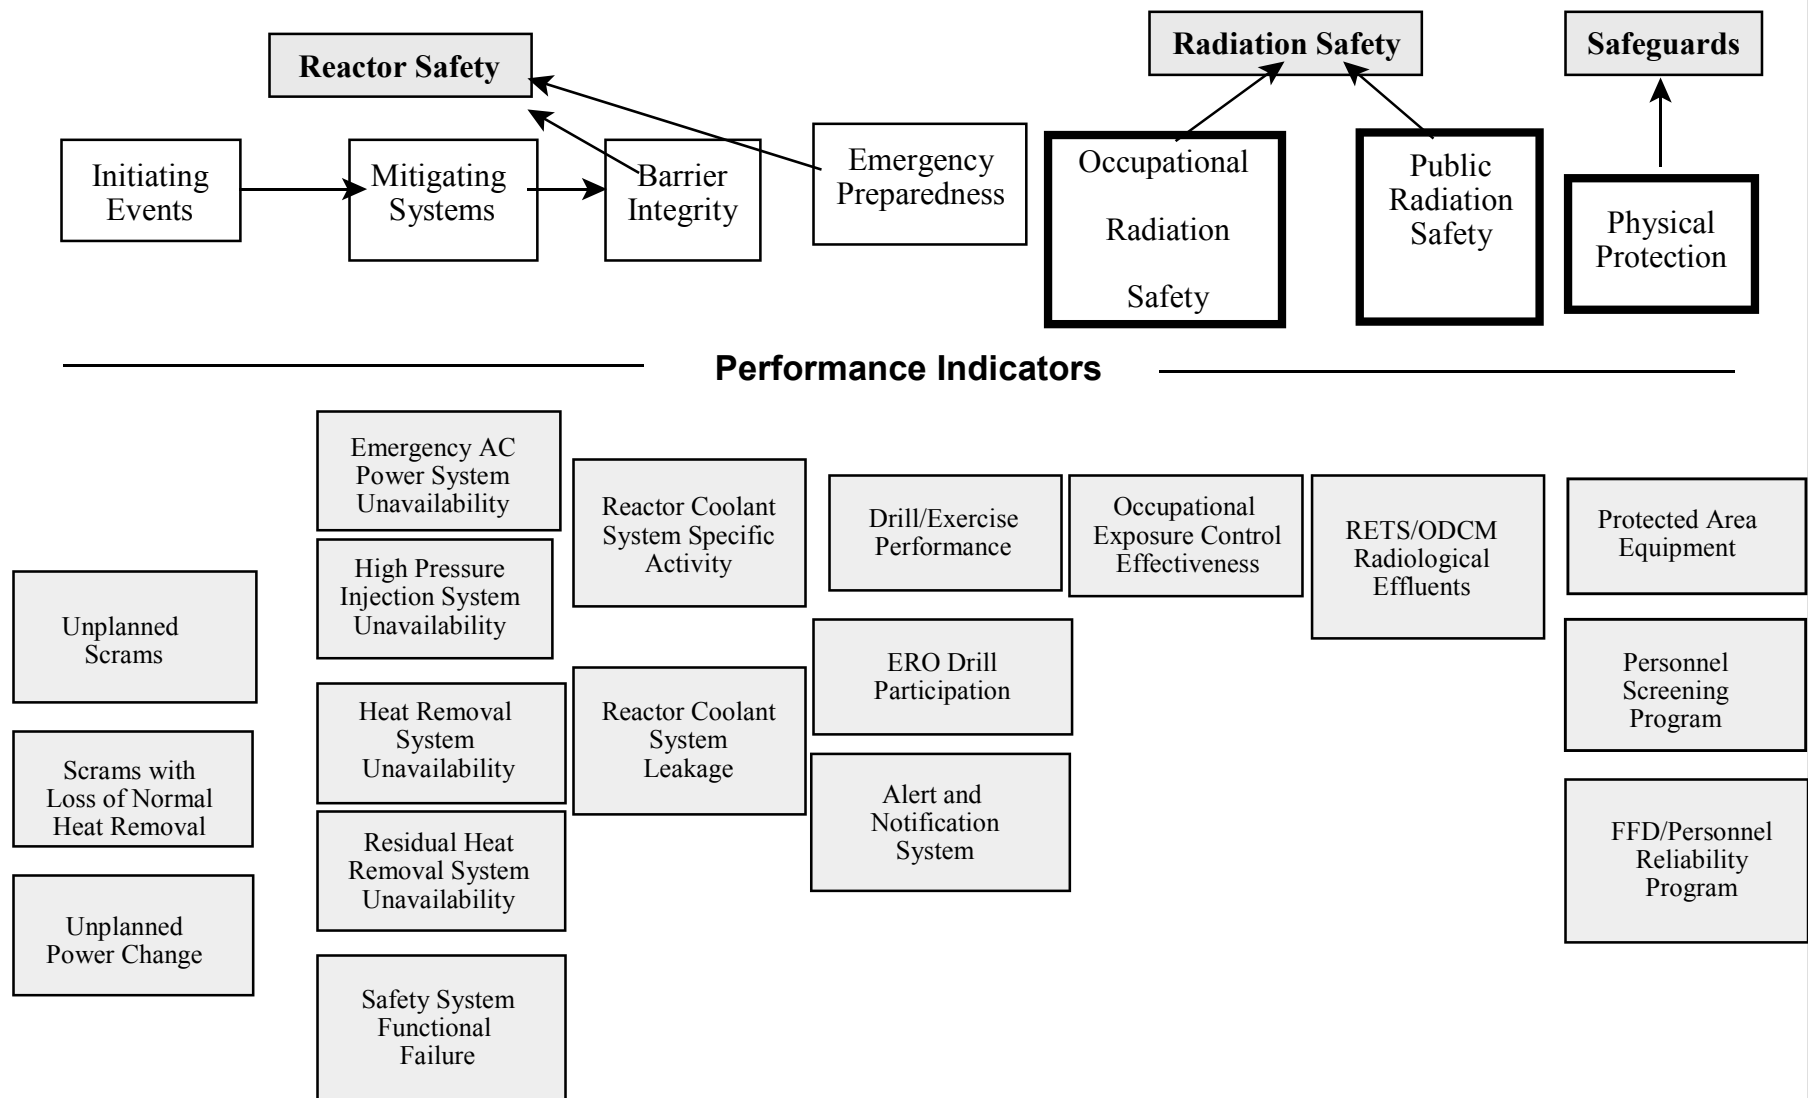 Reactor Safety
Radiation Safety
Safeguards
Initiating
Events
Mitigating
Systems
Barrier
Integrity
Emergency
Preparedness
Occupational
Radiation
Safety
Public
Radiation
Safety
Physical
Protection
Performance Indicators
Unplanned
Scrams
Scrams with
Loss of Normal
Heat Removal
Unplanned
Power Change
Emergency AC
Power System
Unavailability
High Pressure
Injection System
Unavailability
Heat Removal
System
Unavailability
Residual Heat
Removal System
Unavailability
Safety System
Functional
Failure
Reactor Coolant
System Specific
Activity
Reactor Coolant
System
Leakage
Drill/Exercise
Performance
ERO Drill
Participation
Alert and
Notification
System
Occupational
Exposure Control
Effectiveness
RETS/ODCM
Radiological
Effluents
Protected Area
Equipment
Personnel
Screening
Program
FFD/Personnel
Reliability
Program